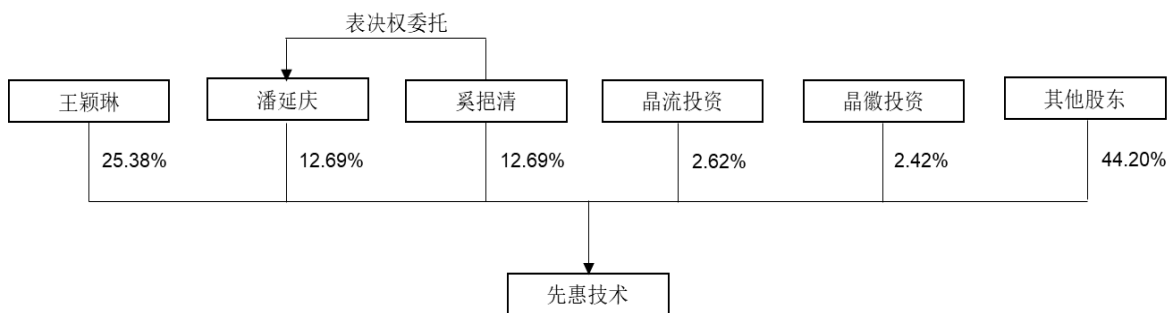 表决权委托
王颖琳
潘延庆
奚挹清
晶流投资
晶徽投资
其他股东
25.38%
12.69%
12.69%
2.62%
2.42%
44.20%
先惠技术